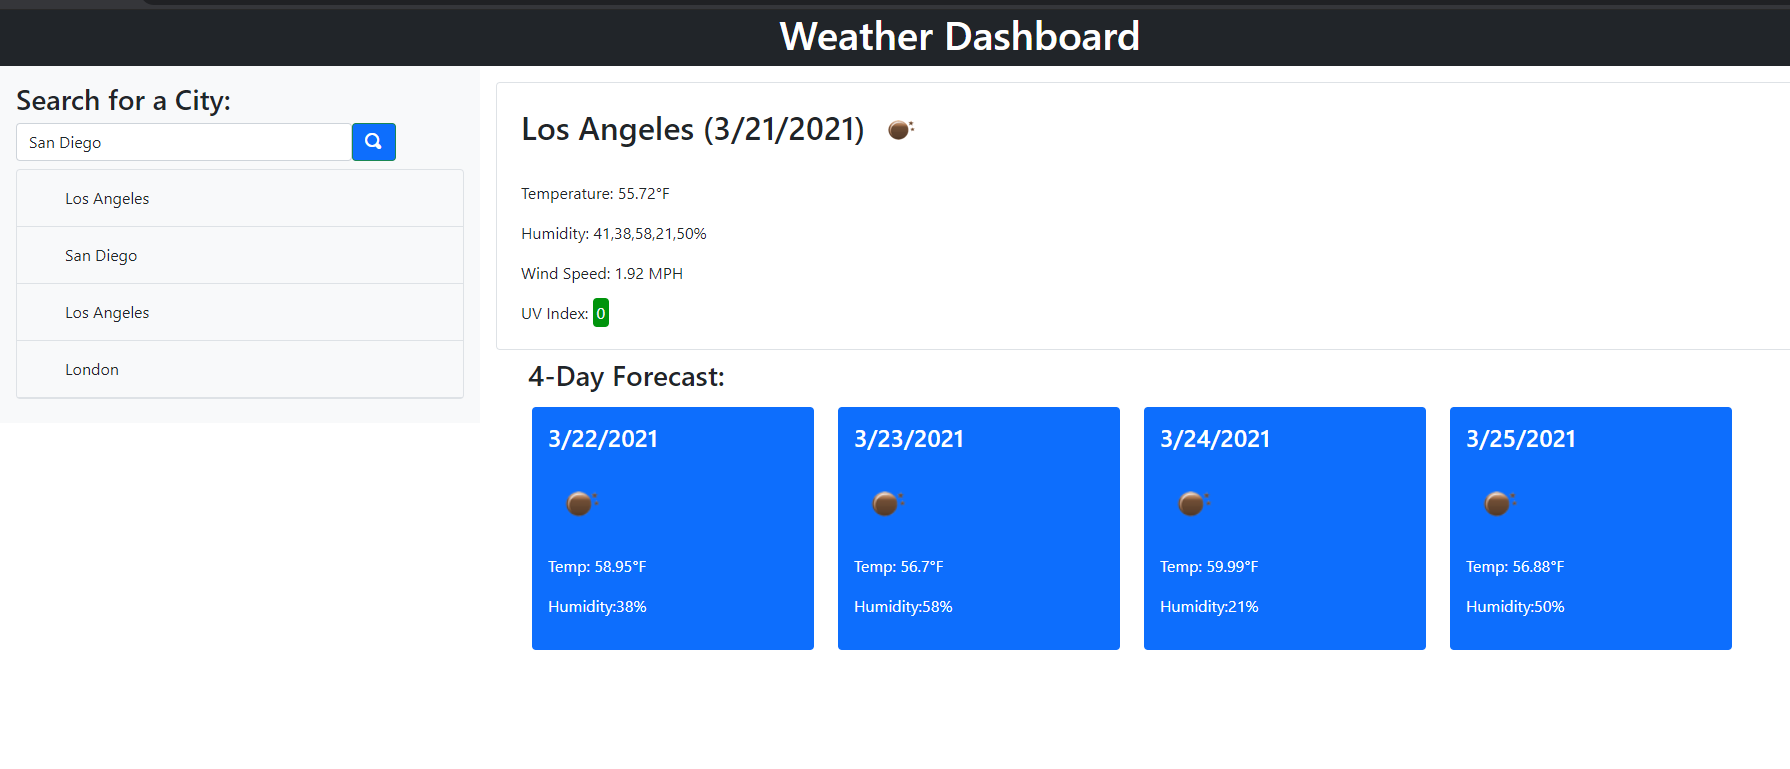 Weather Dashboard
Search for a City:
San Diego
Los Angeles
San Diego
Los Angeles
London
Los Angeles (3/21/2021)
Temperature: 55.72°F
Humidity: 41,38,58,21,50%
Wind Speed: 1.92 MPH
UV Index: 0
4-Day Forecast:
3/22/2021
Temp: 58.95°F
Humidity:38%
3/23/2021
Temp: 56.7°F
Humidity:58%
3/24/2021
Temp: 59.99°F
Humidity:21%
3/25/2021
Temp: 56.88°F
Humidity:50%